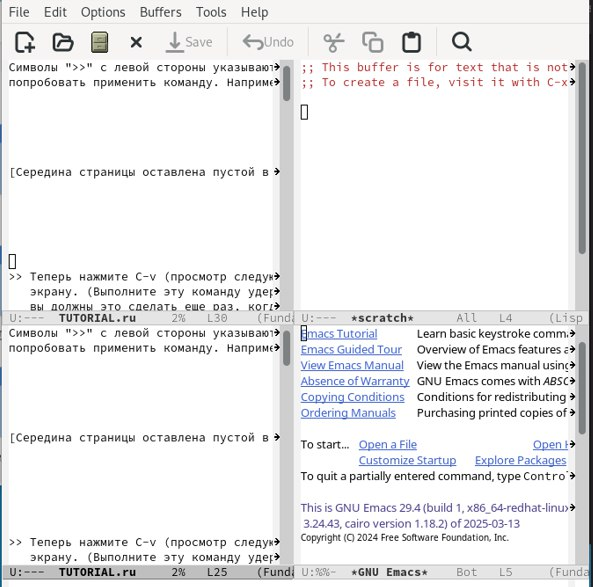 File Edit Options Buffers Tools Help
Save Undo
Символы ">>" с левой стороны указывают
попробовать применить команду. Наприме
[Середина страницы оставлена пустой в
>> Теперь нажмите C-v (просмотр следую
экрану. (Выполните эту команду удер
вы должны это сделать еще раз, когд
U:--- TUTORIAL.ru 2% L30 (Funda
;; This buffer is for text that is not
;; To create a file, visit it with C-x
U:--- *scratch* All L4 (Lisp
Символы ">>" с левой стороны указывают
попробовать применить команду. Наприме
[Середина страницы оставлена пустой в
>> Теперь нажмите C-v (просмотр следую
экрану. (Выполните эту команду удер
U:--- TUTORIAL.ru 2% L25 (Funda
Emacs Tutorial Learn basic keystroke comm
Emacs Guided Tour Overview of Emacs features a
View Emacs Manual View the Emacs manual using
Absence of Warranty GNU Emacs comes with ABSO
Copying Conditions Conditions for redistributing
Ordering Manuals Purchasing printed copies of
To start... Open a File Open H
Customize Startup Explore Packages
To quit a partially entered command, type Contro
This is GNU Emacs 29.4 (build 1, x86_64-redhat-linux
3.24.43, cairo version 1.18.2) of 2025-03-13
Copyright (C) 2024 Free Software Foundation, Inc.
U:%%- *GNU Emacs* Bot L5 (Funda